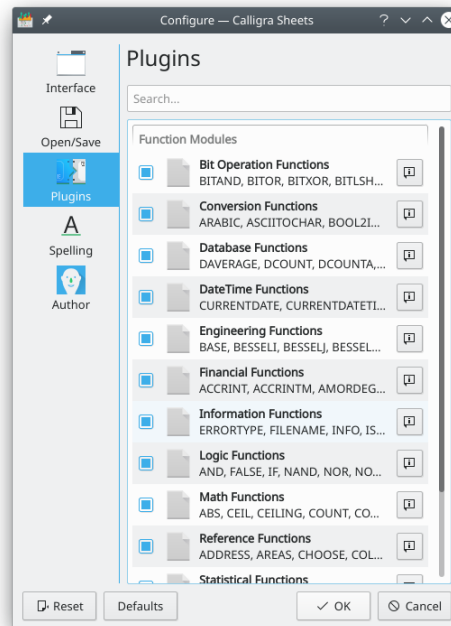 Configure — Calligra Sheets
Plugins
Interface
Search...
Open/Save
Function Modules
Plugins
Spelling
Author
Bit Operation Functions
BITAND, BITOR, BITXOR, BITLSH...
Conversion Functions
ARABIC, ASCIITOCHAR, BOOL2I...
Database Functions
DAVERAGE, DCOUNT, DCOUNTA,...
DateTime Functions
CURRENTDATE, CURRENTDATETI...
Engineering Functions
BASE, BESSELI, BESSELJ, BESSEL...
Financial Functions
ACCRINT, ACCRINTM, AMORDEG...
Information Functions
ERRORTYPE, FILENAME, INFO, IS...
Logic Functions
AND, FALSE, IF, NAND, NOR, NO...
Math Functions
ABS, CEIL, CEILING, COUNT, CO...
Reference Functions
ADDRESS, AREAS, CHOOSE, COL...
Statistical Functions
Reset Defaults OK Cancel